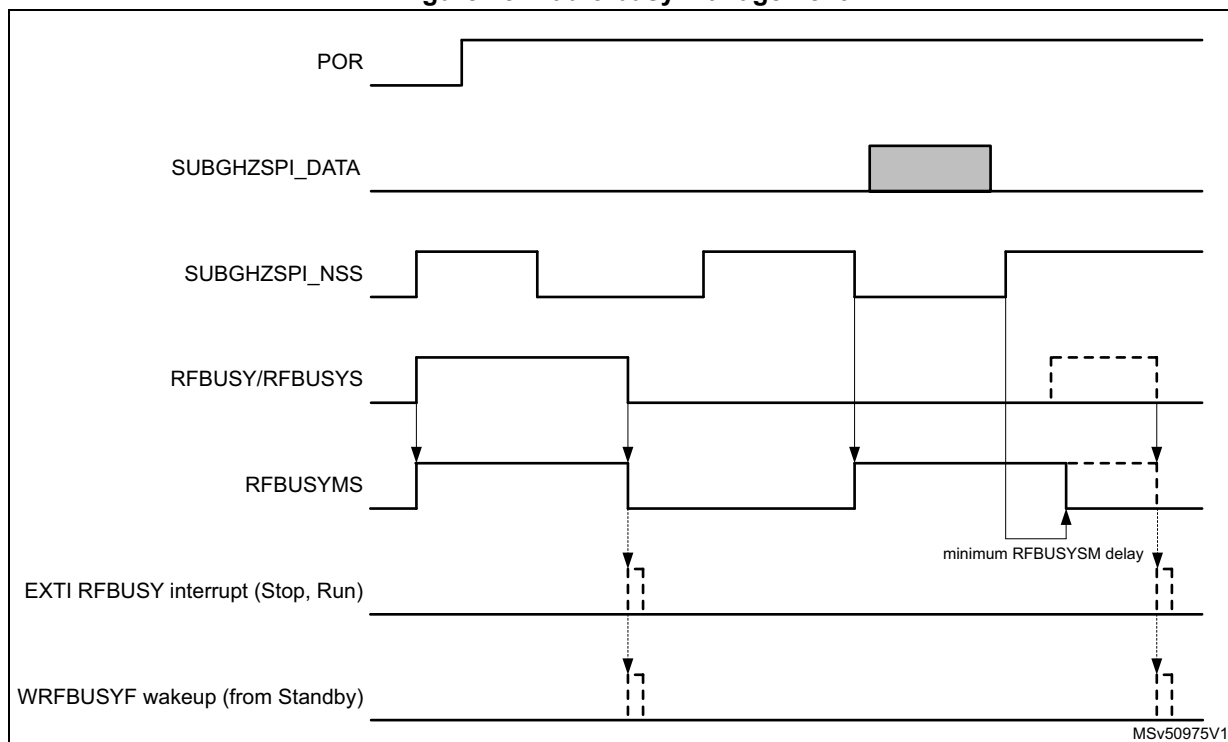 POR
SUBGHZSPI_DATA
SUBGHZSPI_NSS
RFBUSY/RFBUSYS
RFBUSYMS
minimum RFBUSYSM delay
EXTI RFBUSY interrupt (Stop, Run)
WRFBUSYF wakeup (from Standby)
MSv50975V1